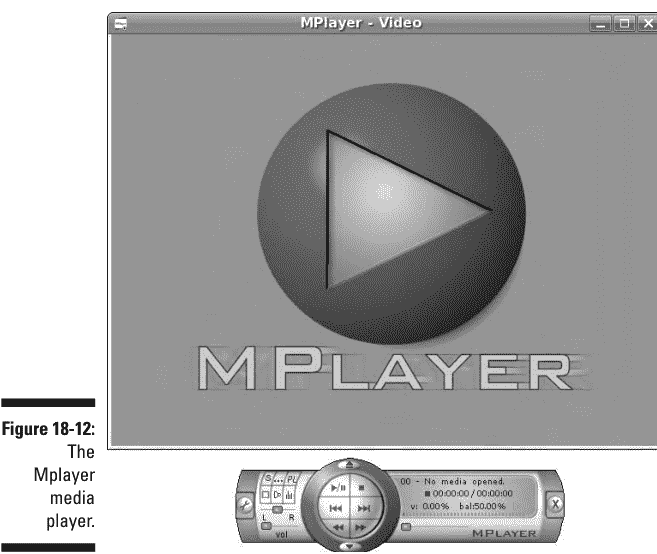 MPlayer - Video
MPLAYER
Figure 18-12:
The
Mplayer
media
player.
S ... PL
L R
vol
00 - No media opened.
00:00:00 / 00:00:00
v: 0.00% bal:50.00%
X
MPLAYER